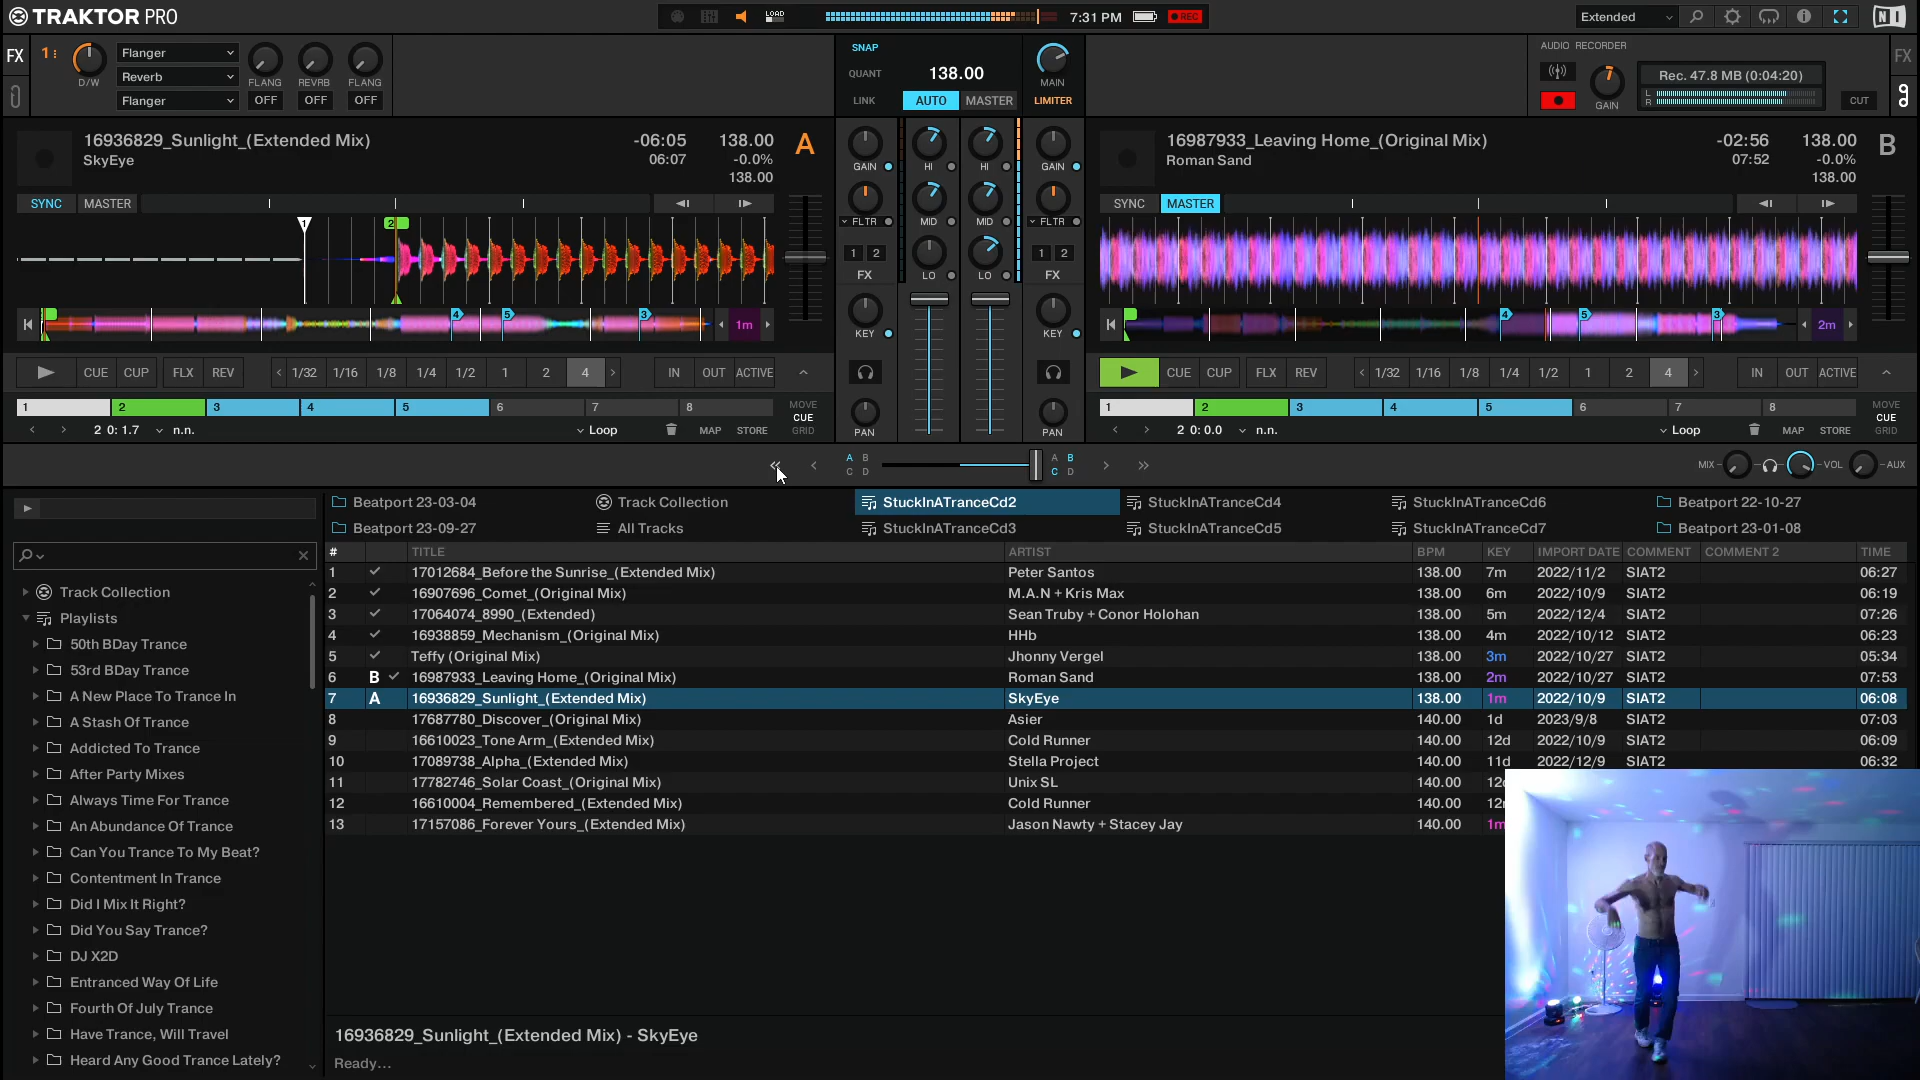 TRAKTOR PRO
LOAD
7:31 PM
REC
Extended
FX
1
D/W
Flanger
Reverb
Flanger
FLANG
REVRB
FLANG
OFF
OFF
OFF
SNAP
QUANT
LINK
138.00
AUTO
MASTER
MAIN
LIMITER
AUDIO RECORDER
GAIN
Rec. 47.8 MB (0:04:20)
L
R
CUT
FX
16936829_Sunlight_(Extended Mix)
SkyEye
-06:05
06:07
138.00
-0.0%
138.00
A
SYNC
MASTER
1
2
4
5
3
1m
CUE
CUP
FLX
REV
1/32
1/16
1/8
1/4
1/2
1
2
4
IN
OUT
ACTIVE
1
2
3
4
5
6
7
8
MOVE
CUE
GRID
2 0: 1.7
n.n.
Loop
MAP
STORE
GAIN
HI
HI
GAIN
FLTR
MID
MID
FLTR
1 2
FX
LO
LO
1 2
FX
KEY
KEY
PAN
PAN
16987933_Leaving Home_(Original Mix)
Roman Sand
-02:56
07:52
138.00
-0.0%
138.00
B
SYNC
MASTER
4
5
3
2m
CUE
CUP
FLX
REV
1/32
1/16
1/8
1/4
1/2
1
2
4
IN
OUT
ACTIVE
1
2
3
4
5
6
7
8
MOVE
CUE
GRID
2 0: 0.0
n.n.
Loop
MAP
STORE
A B
C D
A B
C D
MIX
VOL
AUX
Beatport 23-03-04
Track Collection
StuckInATranceCd2
StuckInATranceCd4
StuckInATranceCd6
Beatport 22-10-27
Beatport 23-09-27
All Tracks
StuckInATranceCd3
StuckInATranceCd5
StuckInATranceCd7
Beatport 23-01-08
Track Collection
Playlists
50th BDay Trance
53rd BDay Trance
A New Place To Trance In
A Stash Of Trance
Addicted To Trance
After Party Mixes
Always Time For Trance
An Abundance Of Trance
Can You Trance To My Beat?
Contentment In Trance
Did I Mix It Right?
Did You Say Trance?
DJ X2D
Entranced Way Of Life
Fourth Of July Trance
Have Trance, Will Travel
Heard Any Good Trance Lately?
# TITLE ARTIST BPM KEY IMPORT DATE COMMENT COMMENT 2 TIME
1 17012684_Before the Sunrise_(Extended Mix) Peter Santos 138.00 7m 2022/11/2 SIAT2 06:27
2 16907696_Comet_(Original Mix) M.A.N + Kris Max 138.00 6m 2022/10/9 SIAT2 06:19
3 17064074_8990_(Extended) Sean Truby + Conor Holohan 138.00 5m 2022/12/4 SIAT2 07:26
4 16938859_Mechanism_(Original Mix) HHb 138.00 4m 2022/10/12 SIAT2 06:23
5 Teffy (Original Mix) Jhonny Vergel 138.00 3m 2022/10/27 SIAT2 05:34
6 B 16987933_Leaving Home_(Original Mix) Roman Sand 138.00 2m 2022/10/27 SIAT2 07:53
7 A 16936829_Sunlight_(Extended Mix) SkyEye 138.00 1m 2022/10/9 SIAT2 06:08
8 17687780_Discover_(Original Mix) Asier 140.00 1d 2023/9/8 SIAT2 07:03
9 16610023_Tone Arm_(Extended Mix) Cold Runner 140.00 12d 2022/10/9 SIAT2 06:09
10 17089738_Alpha_(Extended Mix) Stella Project 140.00 11d 2022/12/9 SIAT2 06:32
11 17782746_Solar Coast_(Original Mix) Unix SL 140.00
12 16610004_Remembered_(Extended Mix) Cold Runner 140.00
13 17157086_Forever Yours_(Extended Mix) Jason Nawty + Stacey Jay 140.00 1m
16936829_Sunlight_(Extended Mix) - SkyEye
Ready...